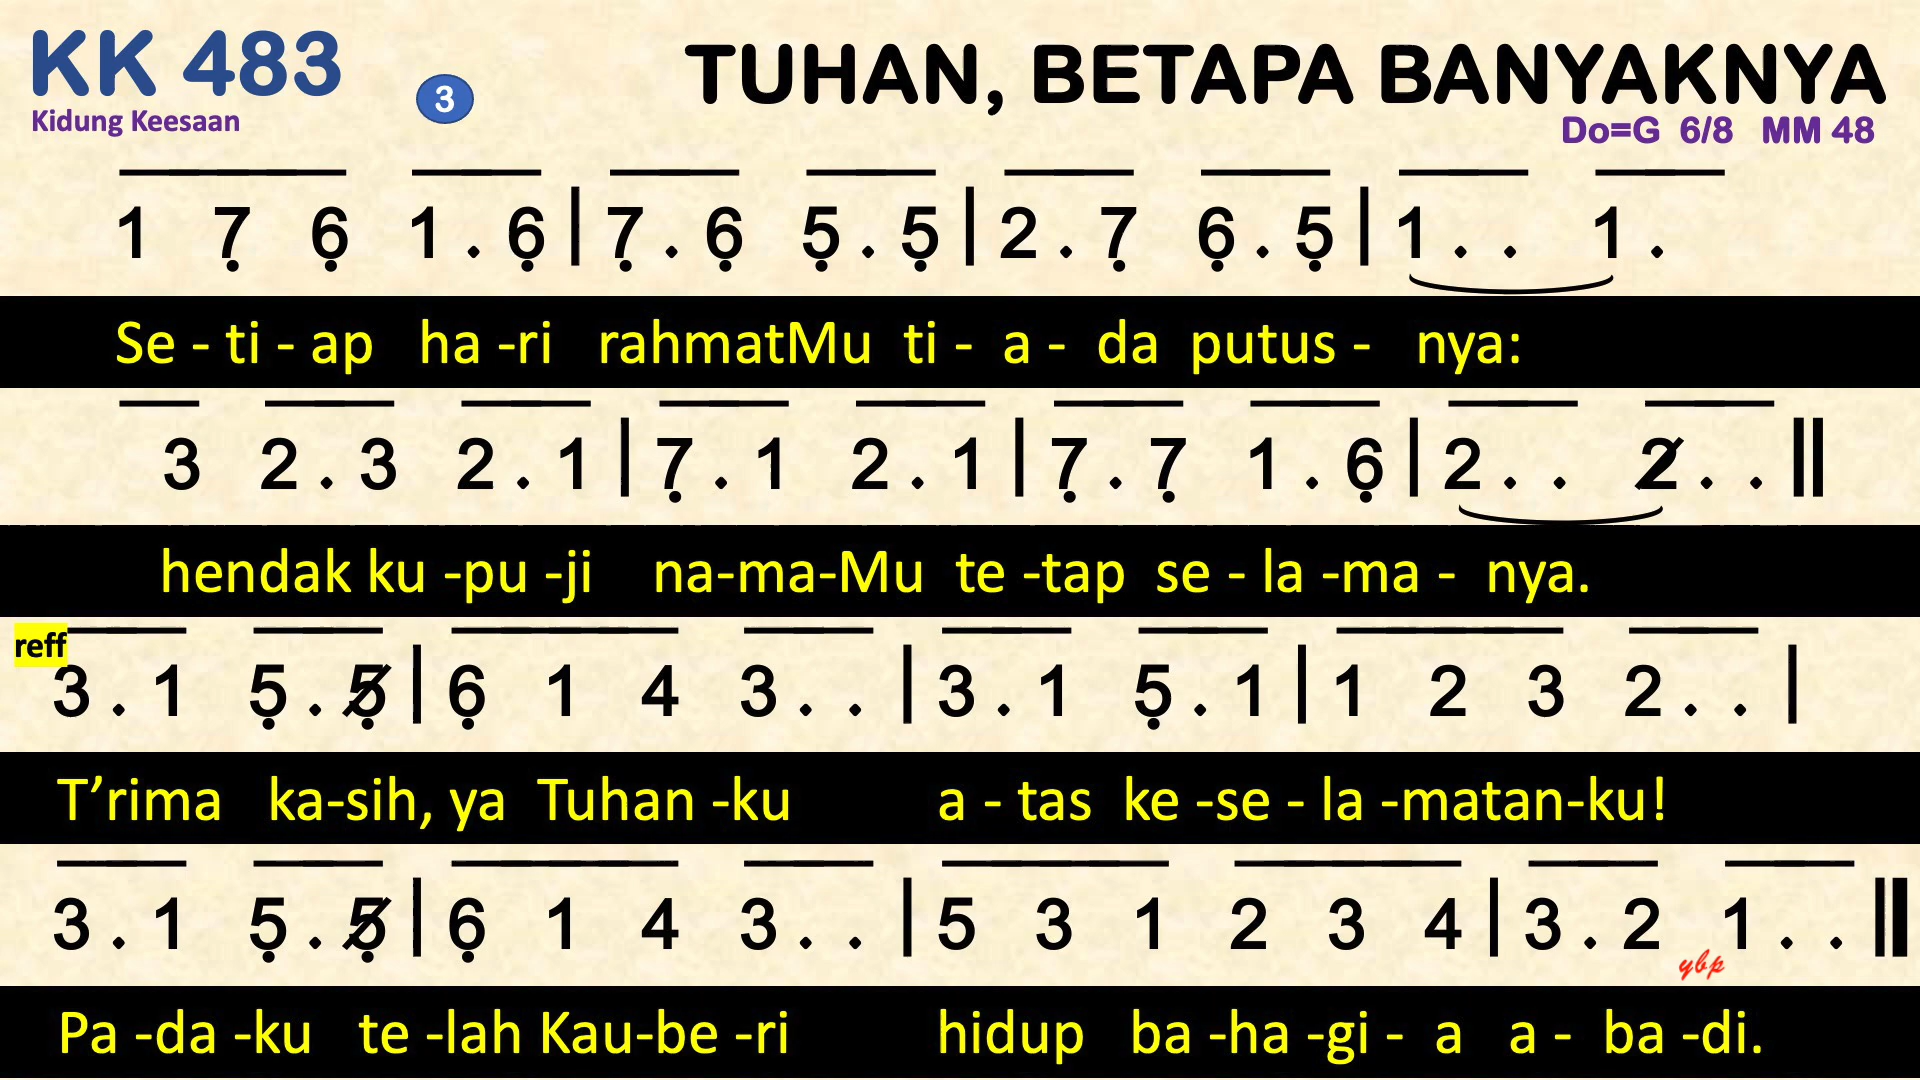 KK 483
Kidung Keesaan
3
TUHAN, BETAPA BANYAKNYA
Do=G 6/8 MM 48
1 7̣ 6̣ 1 . 6̣ | 7̣ . 6̣ 5̣ . 5̣ | 2 . 7̣ 6̣ . 5̣ | 1 . . 1 .
Se - ti - ap ha -ri rahmatMu ti - a - da putus - nya:
3 2 . 3 2 . 1 | 7̣ . 1 2 . 1 | 7̣ . 7̣ 1 . 6̣ | 2 . . 2̸ . . ||
hendak ku -pu -ji na-ma-Mu te -tap se - la -ma - nya.
reff
3 . 1 5̣ . 5̸̣ | 6̣ 1 4 3 . . | 3 . 1 5̣ . 1 | 1 2 3 2 . . |
T’rima ka-sih, ya Tuhan -ku a - tas ke -se - la -matan-ku!
3 . 1 5̣ . 5̸̣ | 6̣ 1 4 3 . . | 5 3 1 2 3 4 | 3 . 2 1 . . ||
ybp
Pa -da -ku te -lah Kau-be -ri hidup ba -ha -gi - a a - ba -di.